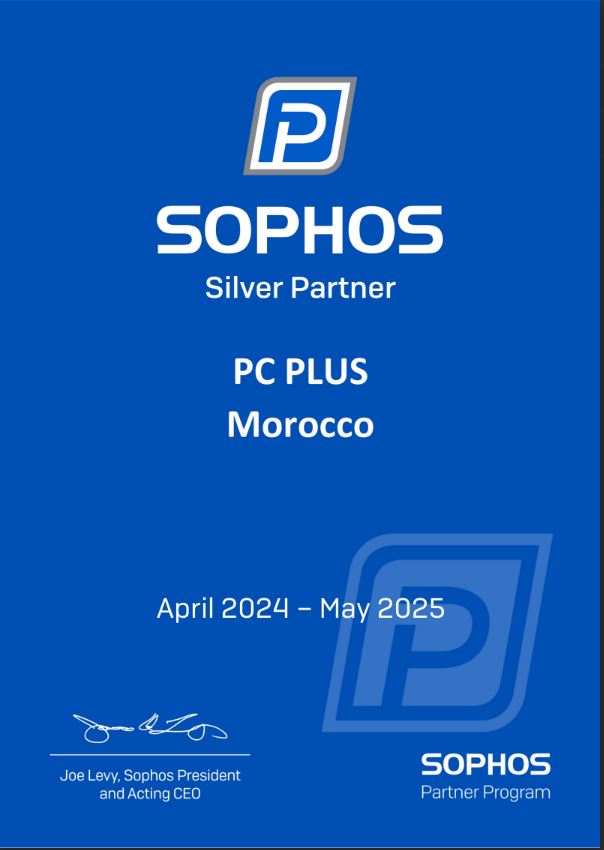 SOPHOS
Silver Partner
PC PLUS
Morocco
April 2024 – May 2025
Joe Levy, Sophos President
and Acting CEO
SOPHOS
Partner Program